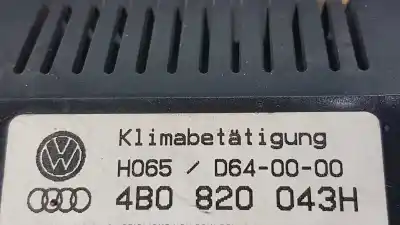 Klimabetätigung
H065 / D64-00-00
4B0 820 043H